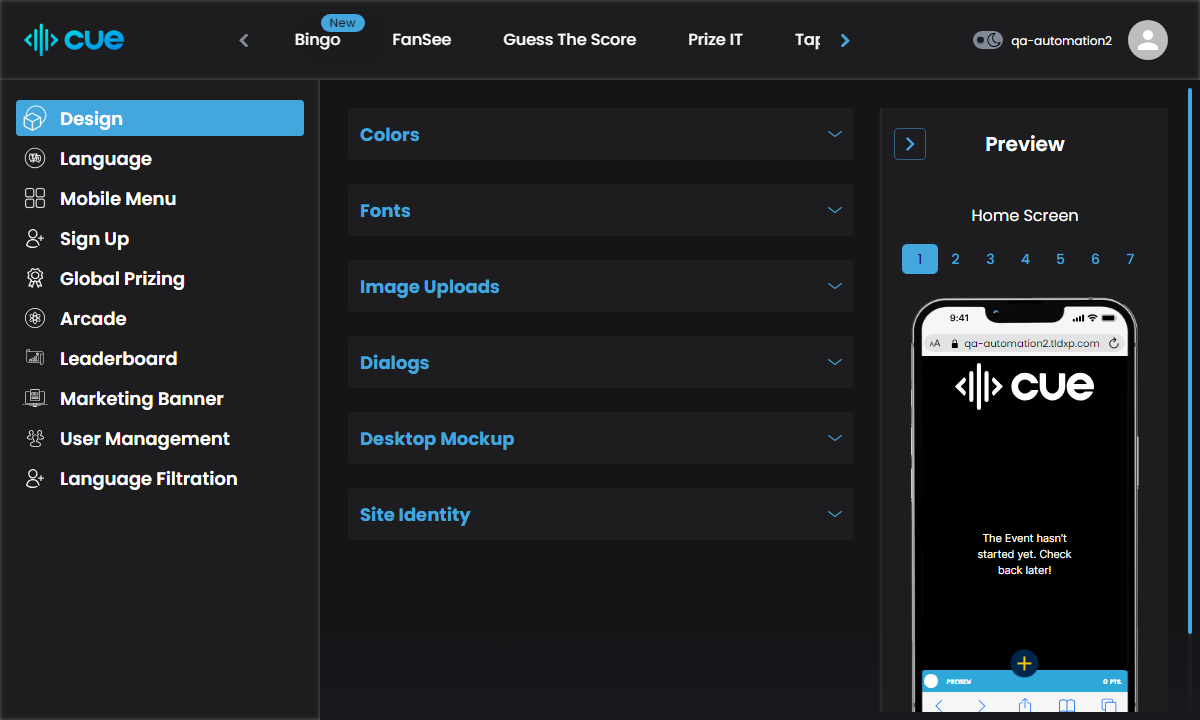 cue
New
Bingo
FanSee
Guess The Score
Prize IT
Tap
qa-automation2
Design
Language
Mobile Menu
Sign Up
Global Prizing
Arcade
Leaderboard
Marketing Banner
User Management
Language Filtration
Colors
Fonts
Image Uploads
Dialogs
Desktop Mockup
Site Identity
Preview
Home Screen
1 2 3 4 5 6 7
9:41
AA qa-automation2.tldxp.com
cue
The Event hasn't
started yet. Check
back later!
PREVIEW
0 PTS.